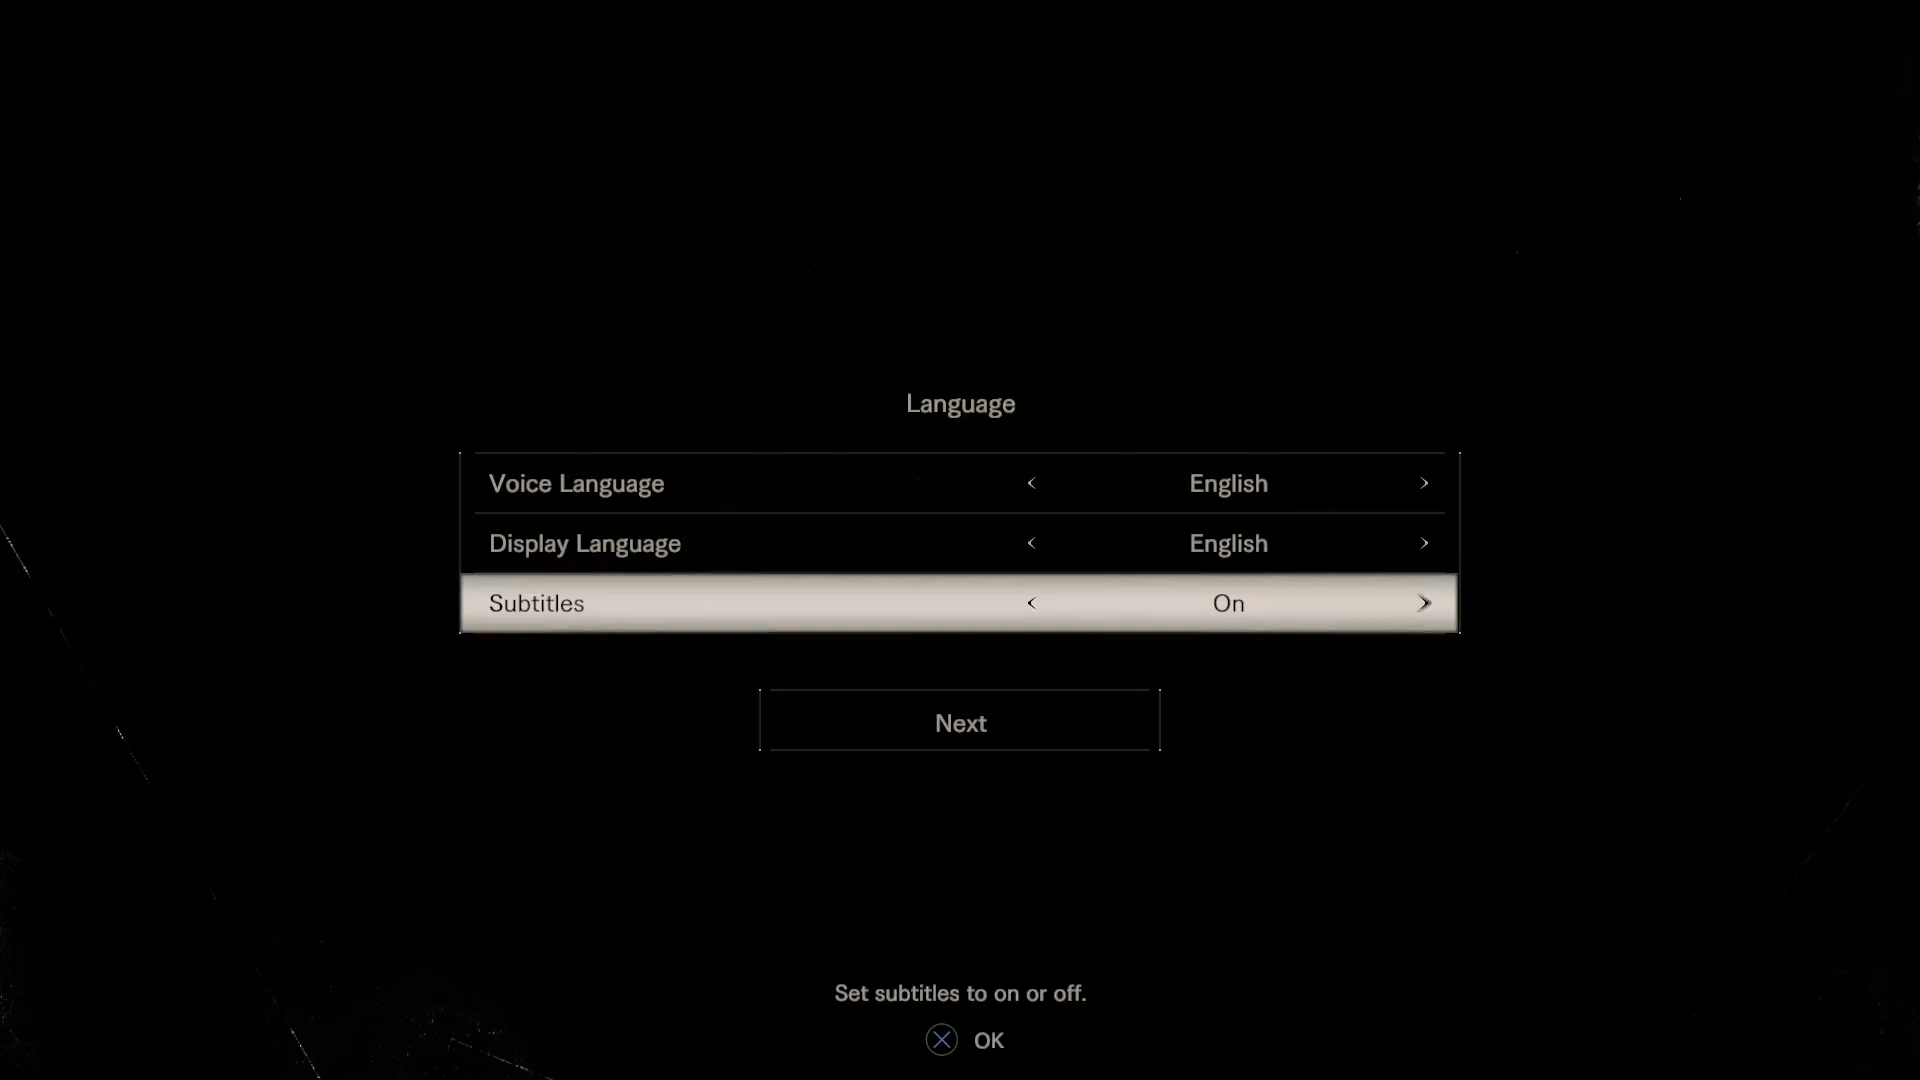 Language
Voice Language < English >
Display Language < English >
Subtitles < On >
Next
Set subtitles to on or off.
OK